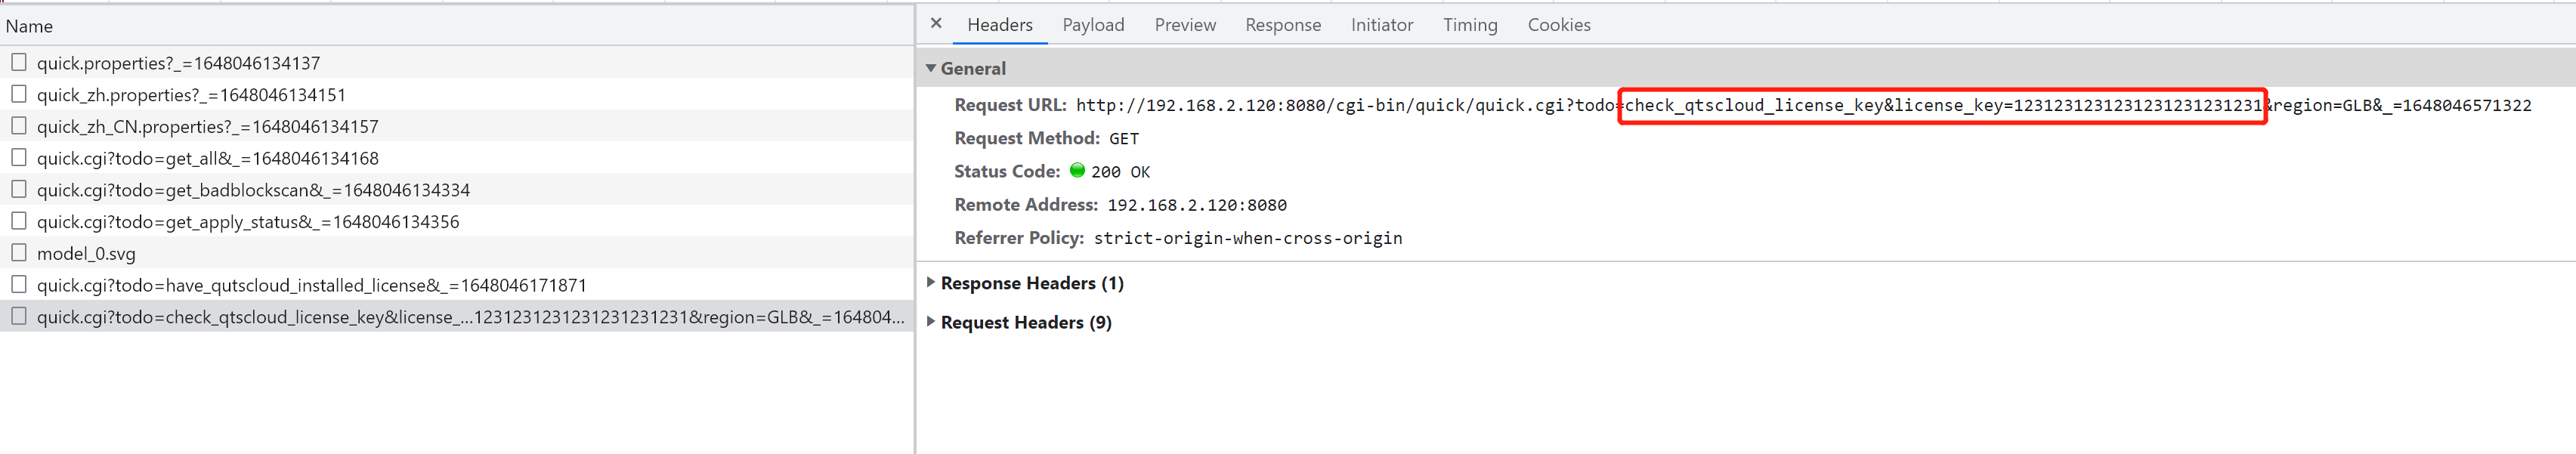 Name
quick.properties?_=1648046134137
quick_zh.properties?_=1648046134151
quick_zh_CN.properties?_=1648046134157
quick.cgi?todo=get_all&_=1648046134168
quick.cgi?todo=get_badblockscan&_=1648046134334
quick.cgi?todo=get_apply_status&_=1648046134356
model_0.svg
quick.cgi?todo=have_qutscloud_installed_license&_=1648046171871
quick.cgi?todo=check_qtscloud_license_key&license_...1231231231231231231231&region=GLB&_=164804...
× Headers Payload Preview Response Initiator Timing Cookies
General
Request URL: http://192.168.2.120:8080/cgi-bin/quick/quick.cgi?todo=check_qtscloud_license_key&license_key=1231231231231231231231231&region=GLB&_=1648046571322
Request Method: GET
Status Code: 200 OK
Remote Address: 192.168.2.120:8080
Referrer Policy: strict-origin-when-cross-origin
Response Headers (1)
Request Headers (9)